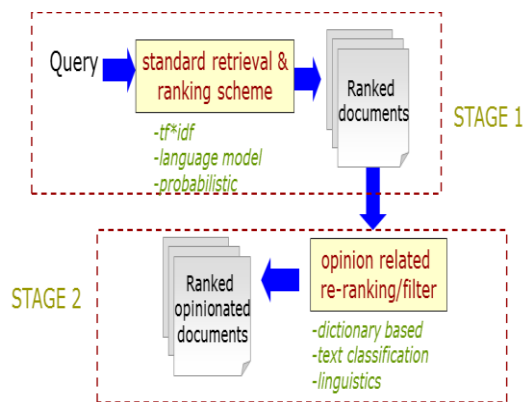 Query
standard retrieval &
ranking scheme
-tf*idf
-language model
-probabilistic
Ranked
documents
STAGE 1
STAGE 2
opinion related
re-ranking/filter
-dictionary based
-text classification
-linguistics
Ranked
opinionated
documents